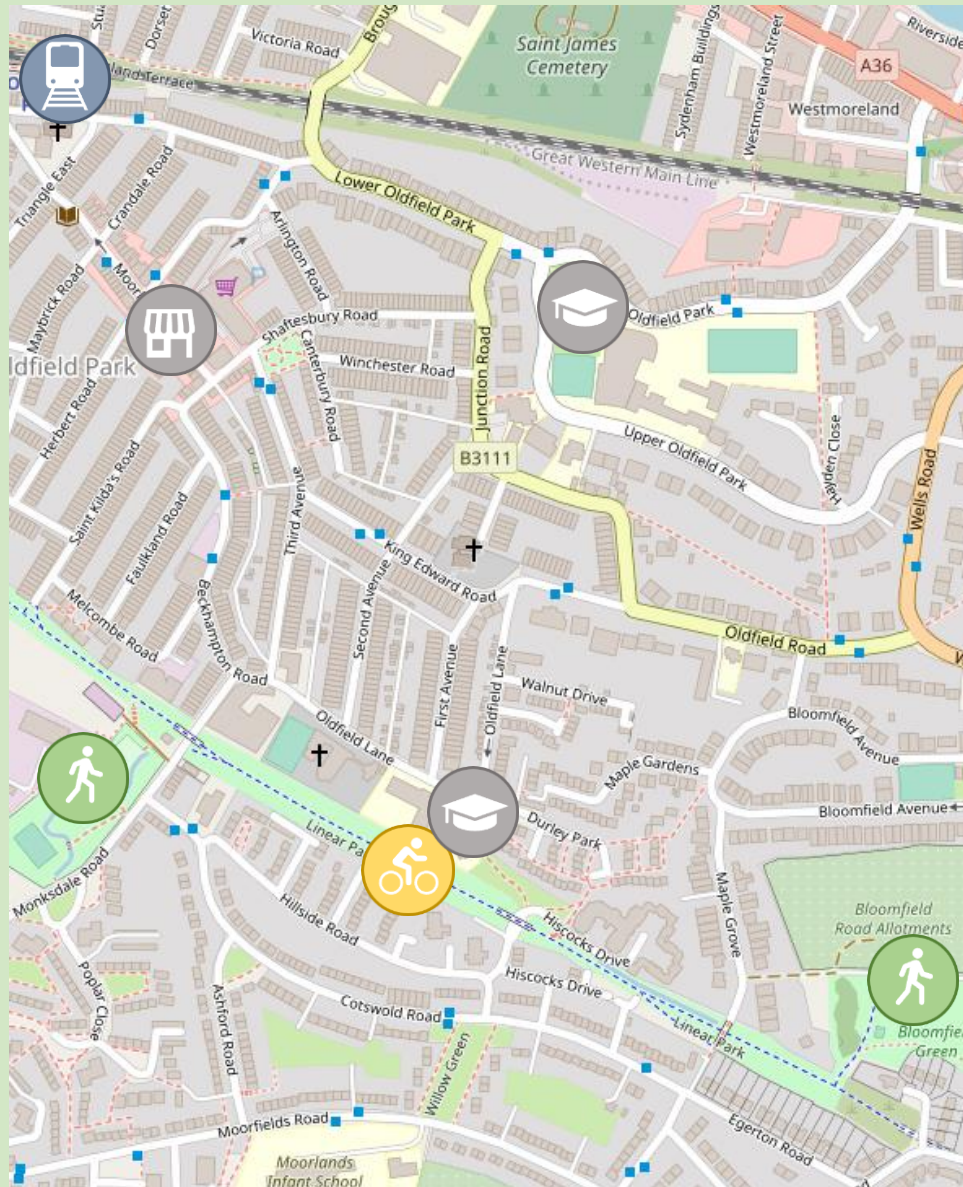 Victoria Road
Dorset
Saint James
Cemetery
Sydenham Buildings
Westmoreland Street
A36
Riverside
Westmoreland
Great Western Main Line
Triangle East
Crandale Road
Lower Oldfield Park
Arlington Road
Maybrick Road
Shaftesbury Road
Oldfield Park
Winchester Road
Canterbury Road
Junction Road
Herbert Road
B3111
Upper Oldfield Park
Hayden Close
Wells Road
Saint Kilda's Road
Faulkland Road
Third Avenue
King Edward Road
Second Avenue
Melcombe Road
Beckhampton Road
Oldfield Road
First Avenue
Oldfield Lane
Walnut Drive
Oldfield Lane
Bloomfield
Avenue
Maple Gardens
Bloomfield Avenue
Durley Park
Monksdale Road
Hillside Road
Maple Grove
Bloomfield
Road Allotments
Hiscocks Drive
Hiscocks Drive
Poplar Close
Ashford Road
Cotswold Road
Linear Park
Willow Green
Green
Moorfields Road
Egerton Road
Moorlands
Infant School